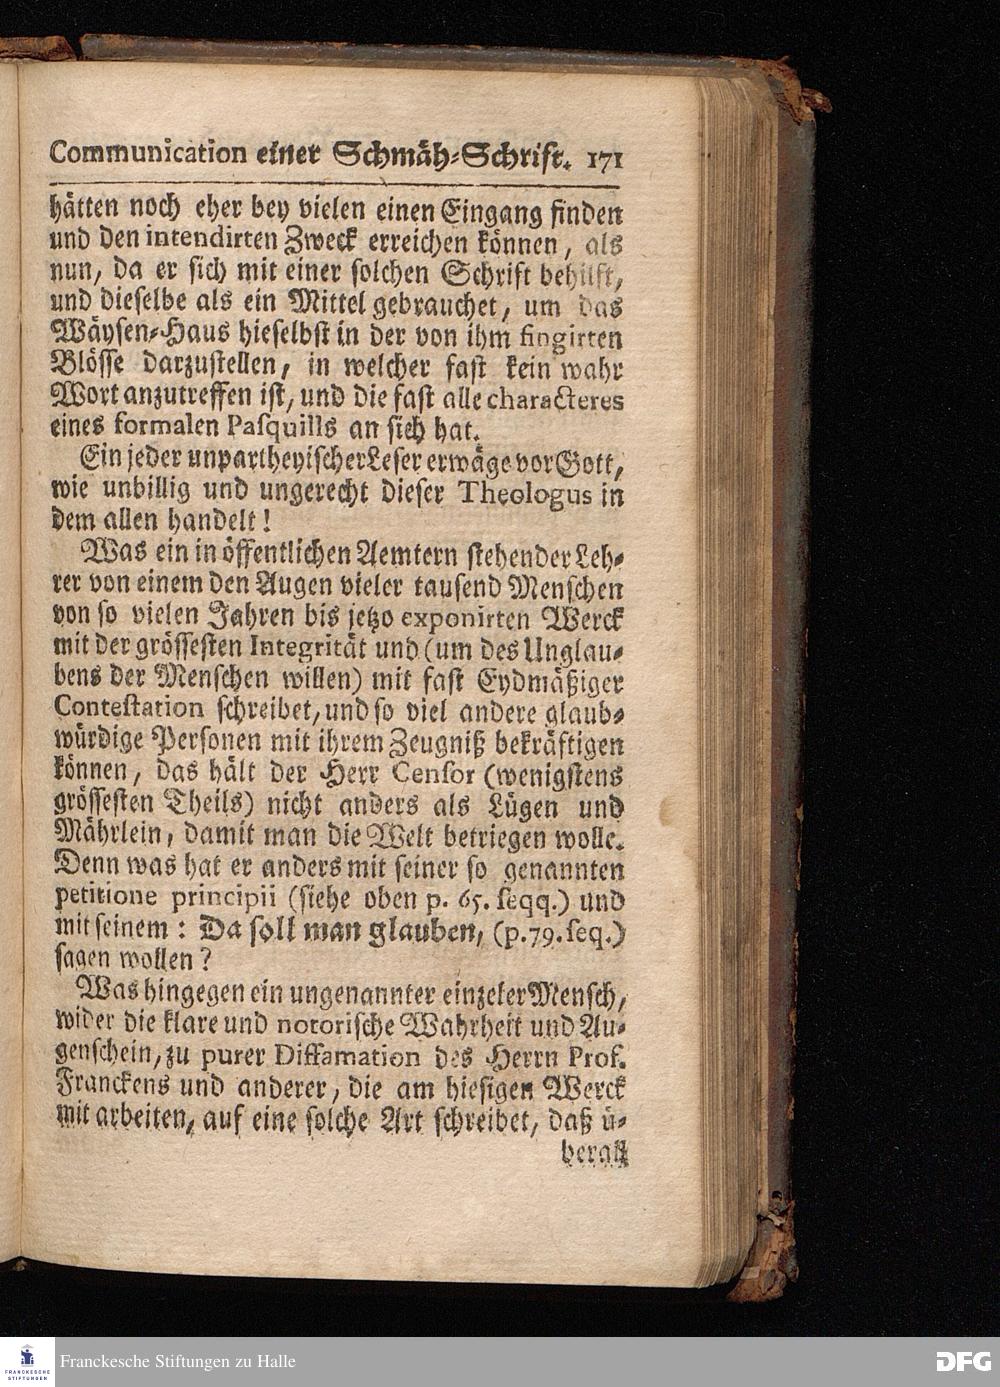 Communication einer Schmäh-Schrift. 171
hätten noch eher bey vielen einen Eingang finden
und den intendirten Zweck erreichen können, als
nun, da er sich mit einer solchen Schrift behilft,
und dieselbe als ein Mittel gebrauchet, um das
Wäysen-Haus hieselbst in der von ihm fingirten
Blösse darzustellen, in welcher fast kein wahr
Wort anzutreffen ist, und die fast alle characteres
eines formalen Pasquills an sich hat.
Ein jeder unpartheyischer Leser erwäge vor Gott,
wie unbillig und ungerecht dieser Theologus in
dem allen handelt!
Was ein in öffentlichen Aemtern stehender Leh-
rer von einem den Augen vieler tausend Menschen
von so vielen Jahren bis jetzo exponirten Werck
mit der grössesten Integrität und (um des Unglau-
bens der Menschen willen) mit fast Eydmäßiger
Contestation schreibet, und so viel andere glaub-
würdige Personen mit ihrem Zeugniß bekräftigen
können, das hält der Herr Censor (wenigstens
grössesten Theils) nicht anders als Lügen und
Mährlein, damit man die Welt betriegen wolle.
Denn was hat er anders mit seiner so genannten
petitione principii (siehe oben p. 65. seqq.) und
mit seinem: Da soll man glauben, (p. 79. seq.)
sagen wollen?
Was hingegen ein ungenannter einzeler Mensch,
wider die klare und notorische Wahrheit und Au-
genschein, zu purer Diffamation des Herrn Prof.
Franckens und anderer, die am hiesigen Werck
mit arbeiten, auf eine solche Art schreibet, daß ü-
berall
FRANCKESCHE
STIFTUNGEN
Franckesche Stiftungen zu Halle
DFG